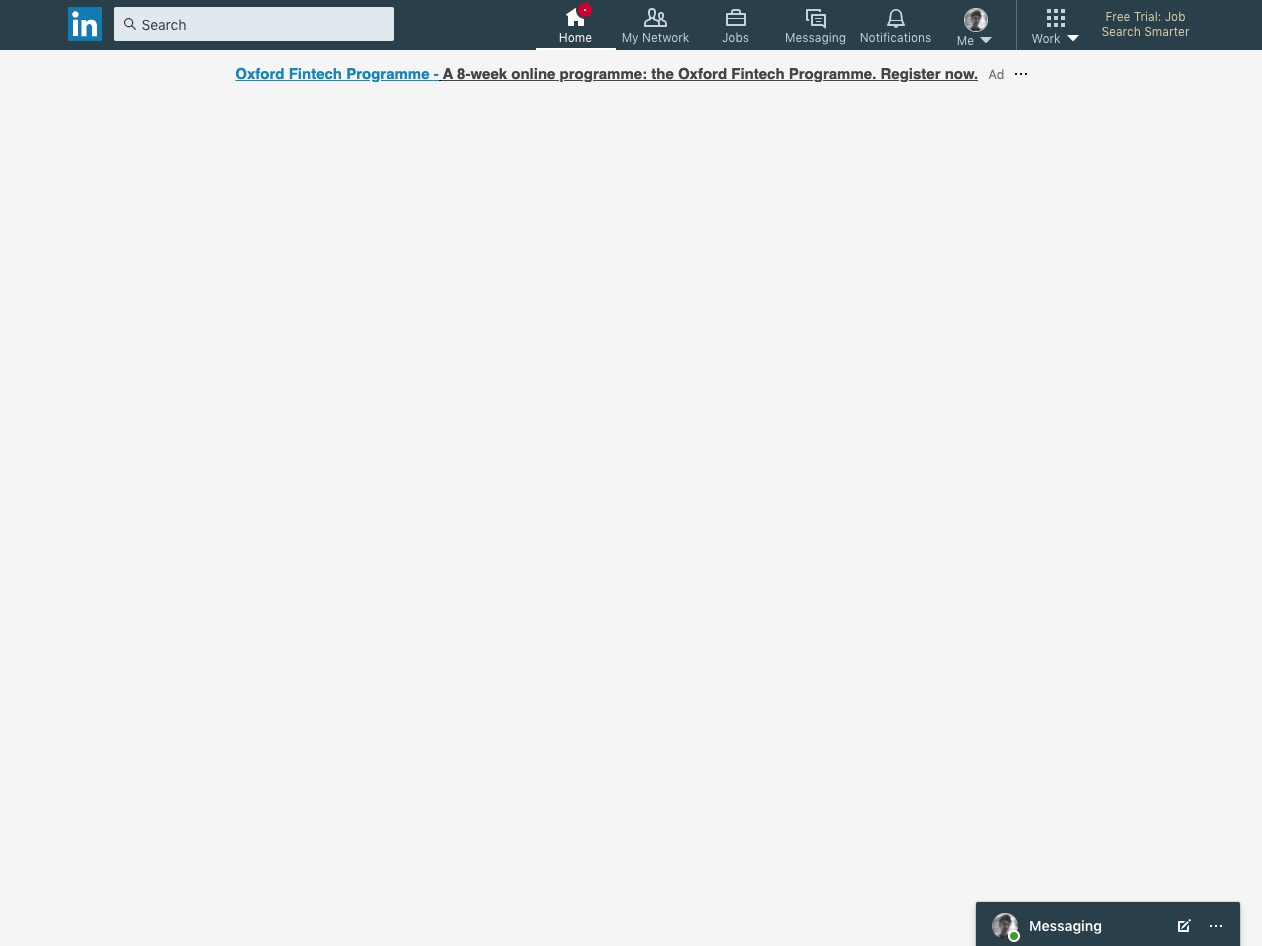 in
Search
Home
My Network
Jobs
Messaging
Notifications
Me
Work
Free Trial: Job
Search Smarter
Oxford Fintech Programme - A 8-week online programme: the Oxford Fintech Programme. Register now. Ad
Messaging